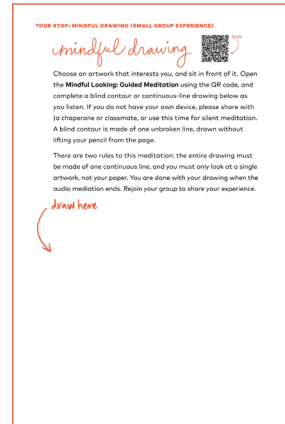 TOUR STOP: MINDFUL DRAWING (SMALL GROUP EXPERIENCE)
mindful drawing
Choose an artwork that interests you, and sit in front of it. Open
the Mindful Looking: Guided Meditation using the QR code, and
complete a blind contour or continuous-line drawing below as
you listen. If you do not have your own device, please share with
)a chaperone or classmate, or use this time for silent meditation.
A blind contour is made of one unbroken line, drawn without
lifting your pencil from the page.
There are two rules to this meditation: the entire drawing must
be made of one continuous line, and you must only look at a single
artwork, not your paper. You are done with your drawing when the
audio mediation ends. Rejoin your group to share your experience.
draw here